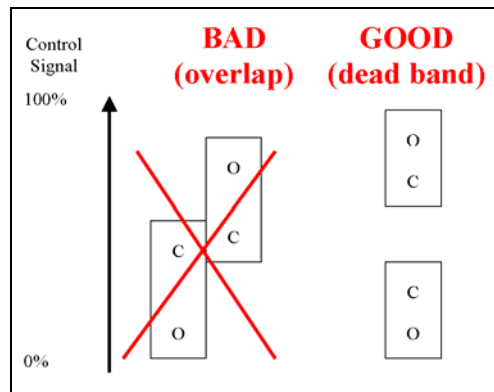 Control
Signal
100%
0%
BAD
(overlap)
O
C
C
O
GOOD
(dead band)
O
C
C
O